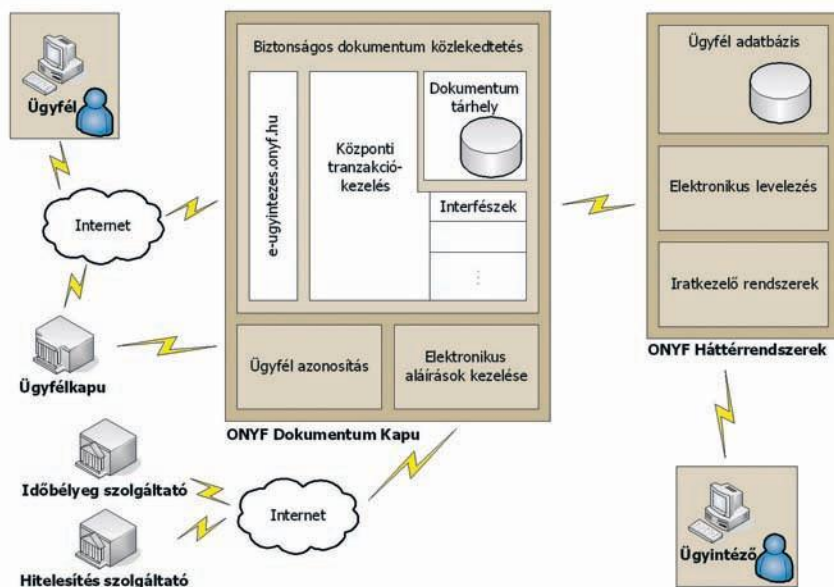 Ügyfél
Internet
Ügyfélkapu
Időbélyeg szolgáltató
Hitelesítés szolgáltató
Internet
Biztonságos dokumentum közlekedtetés
e-ugyintezes.onyf.hu
Központi
tranzakció-
kezelés
Dokumentum
tárhely
Interfészek
⋮
Ügyfél azonosítás
Elektronikus
aláírások kezelése
ONYF Dokumentum Kapu
Ügyfél adatbázis
Elektronikus levelezés
Iratkezelő rendszerek
ONYF Háttérrendszerek
Ügyintéző